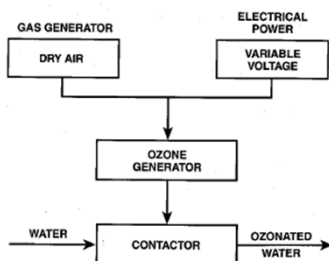 GAS GENERATOR
ELECTRICAL
POWER
DRY AIR
VARIABLE
VOLTAGE
OZONE
GENERATOR
WATER
CONTACTOR
OZONATED
WATER